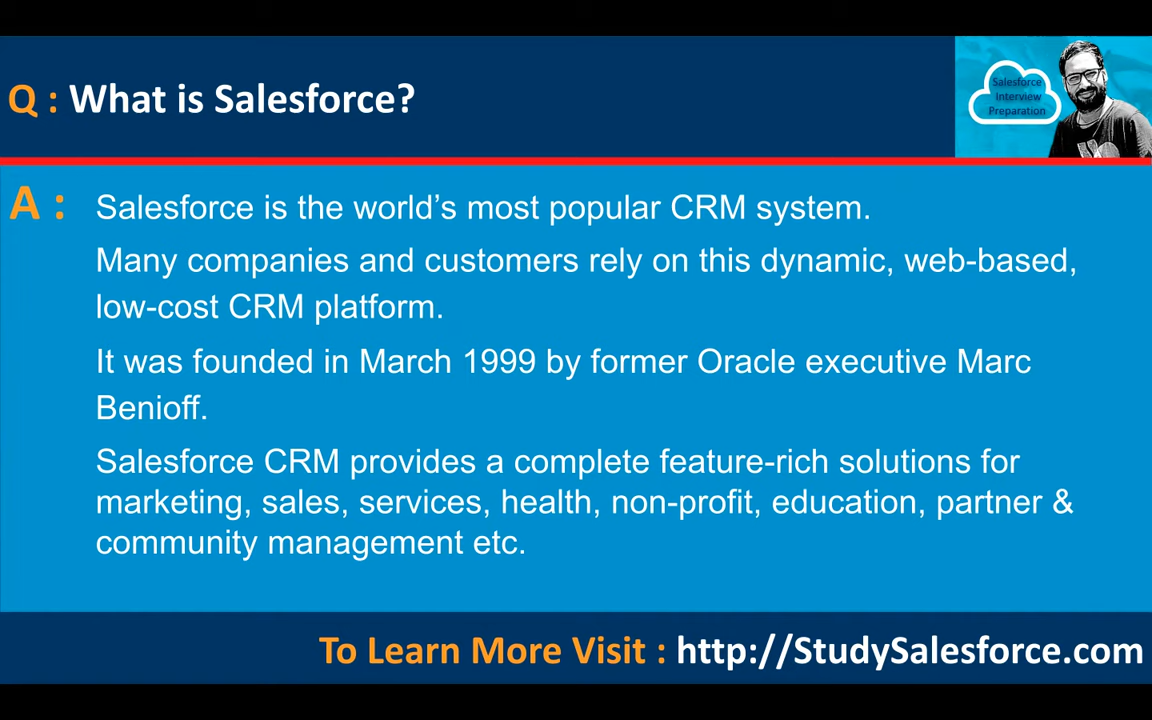 Q : What is Salesforce?
Salesforce
Interview
Preparation
A : Salesforce is the world’s most popular CRM system.
Many companies and customers rely on this dynamic, web-based,
low-cost CRM platform.
It was founded in March 1999 by former Oracle executive Marc
Benioff.
Salesforce CRM provides a complete feature-rich solutions for
marketing, sales, services, health, non-profit, education, partner &
community management etc.
To Learn More Visit : http://StudySalesforce.com